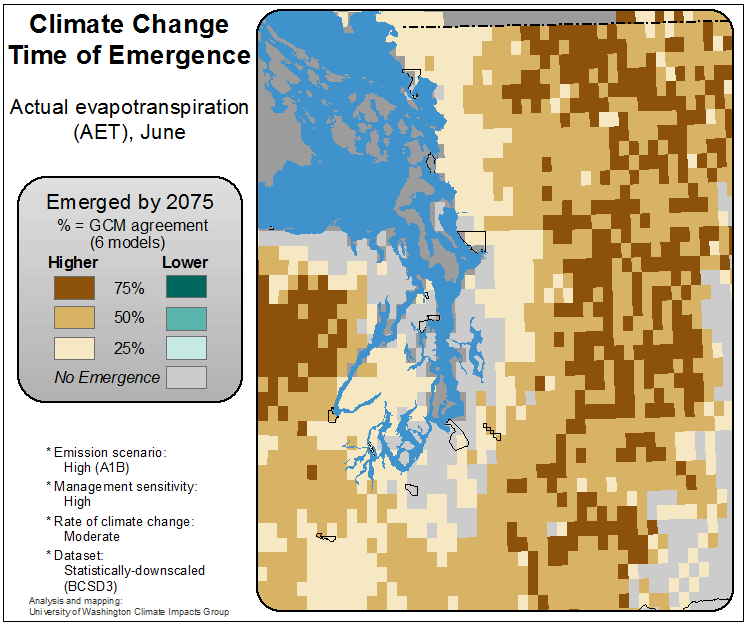 Climate Change
Time of Emergence
Actual evapotranspiration
(AET), June
Emerged by 2075
% = GCM agreement
(6 models)
Higher Lower
75%
50%
25%
No Emergence
* Emission scenario:
High (A1B)
* Management sensitivity:
High
* Rate of climate change:
Moderate
* Dataset:
Statistically-downscaled
(BCSD3)
Analysis and mapping:
University of Washington Climate Impacts Group